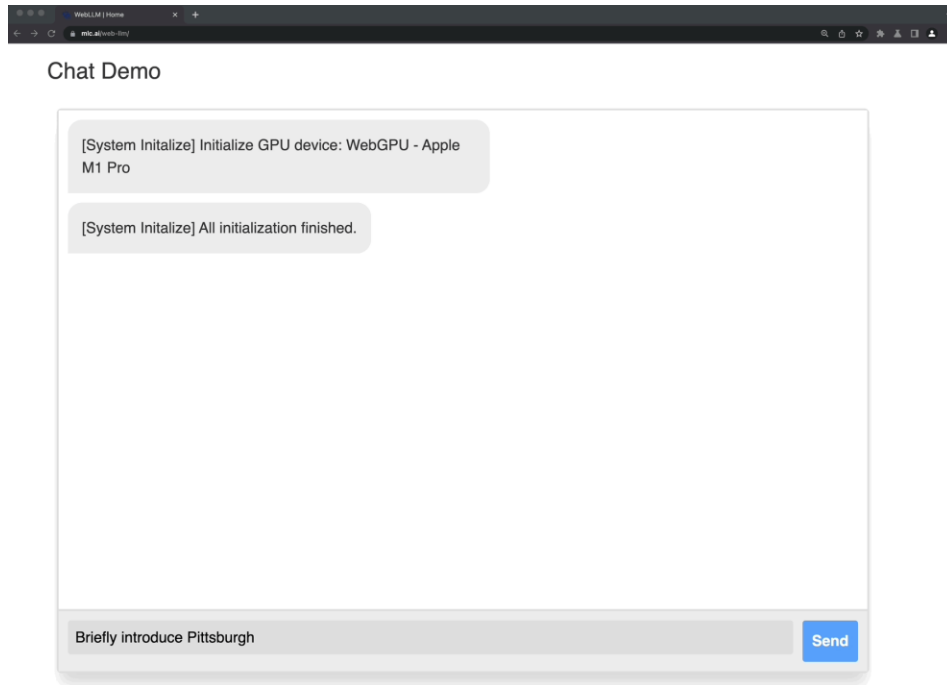 WebLLM | Home
mlc.ai/web-llm/
Chat Demo
[System Initalize] Initialize GPU device: WebGPU - Apple
M1 Pro
[System Initalize] All initialization finished.
Briefly introduce Pittsburgh
Send